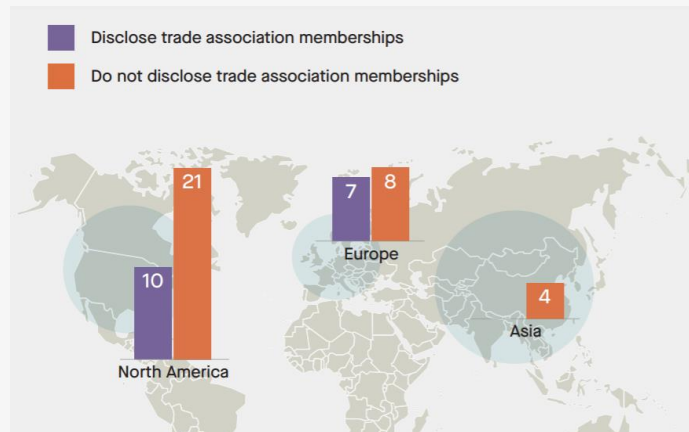 Disclose trade association memberships
Do not disclose trade association memberships
21
10
North America
7
8
Europe
4
Asia